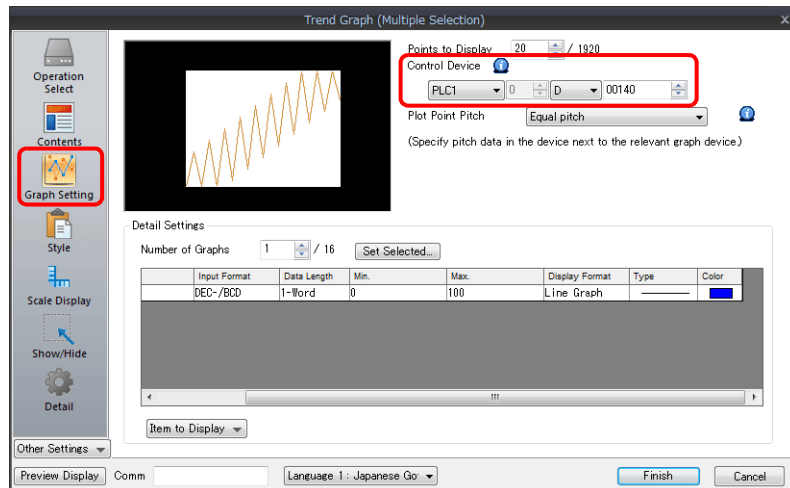 Trend Graph (Multiple Selection)
x
Operation
Select
Contents
Graph Setting
Style
Scale Display
Show/Hide
Detail
Other Settings
Points to Display 20 / 1920
Control Device
PLC1 0 D 00140
Plot Point Pitch Equal pitch
(Specify pitch data in the device next to the relevant graph device.)
Detail Settings
Number of Graphs 1 / 16 Set Selected...
Input Format Data Length Min. Max. Display Format Type Color
DEC-/BCD 1-Word 0 100 Line Graph
Item to Display
Preview Display Comm Language 1 : Japanese Go Finish Cancel